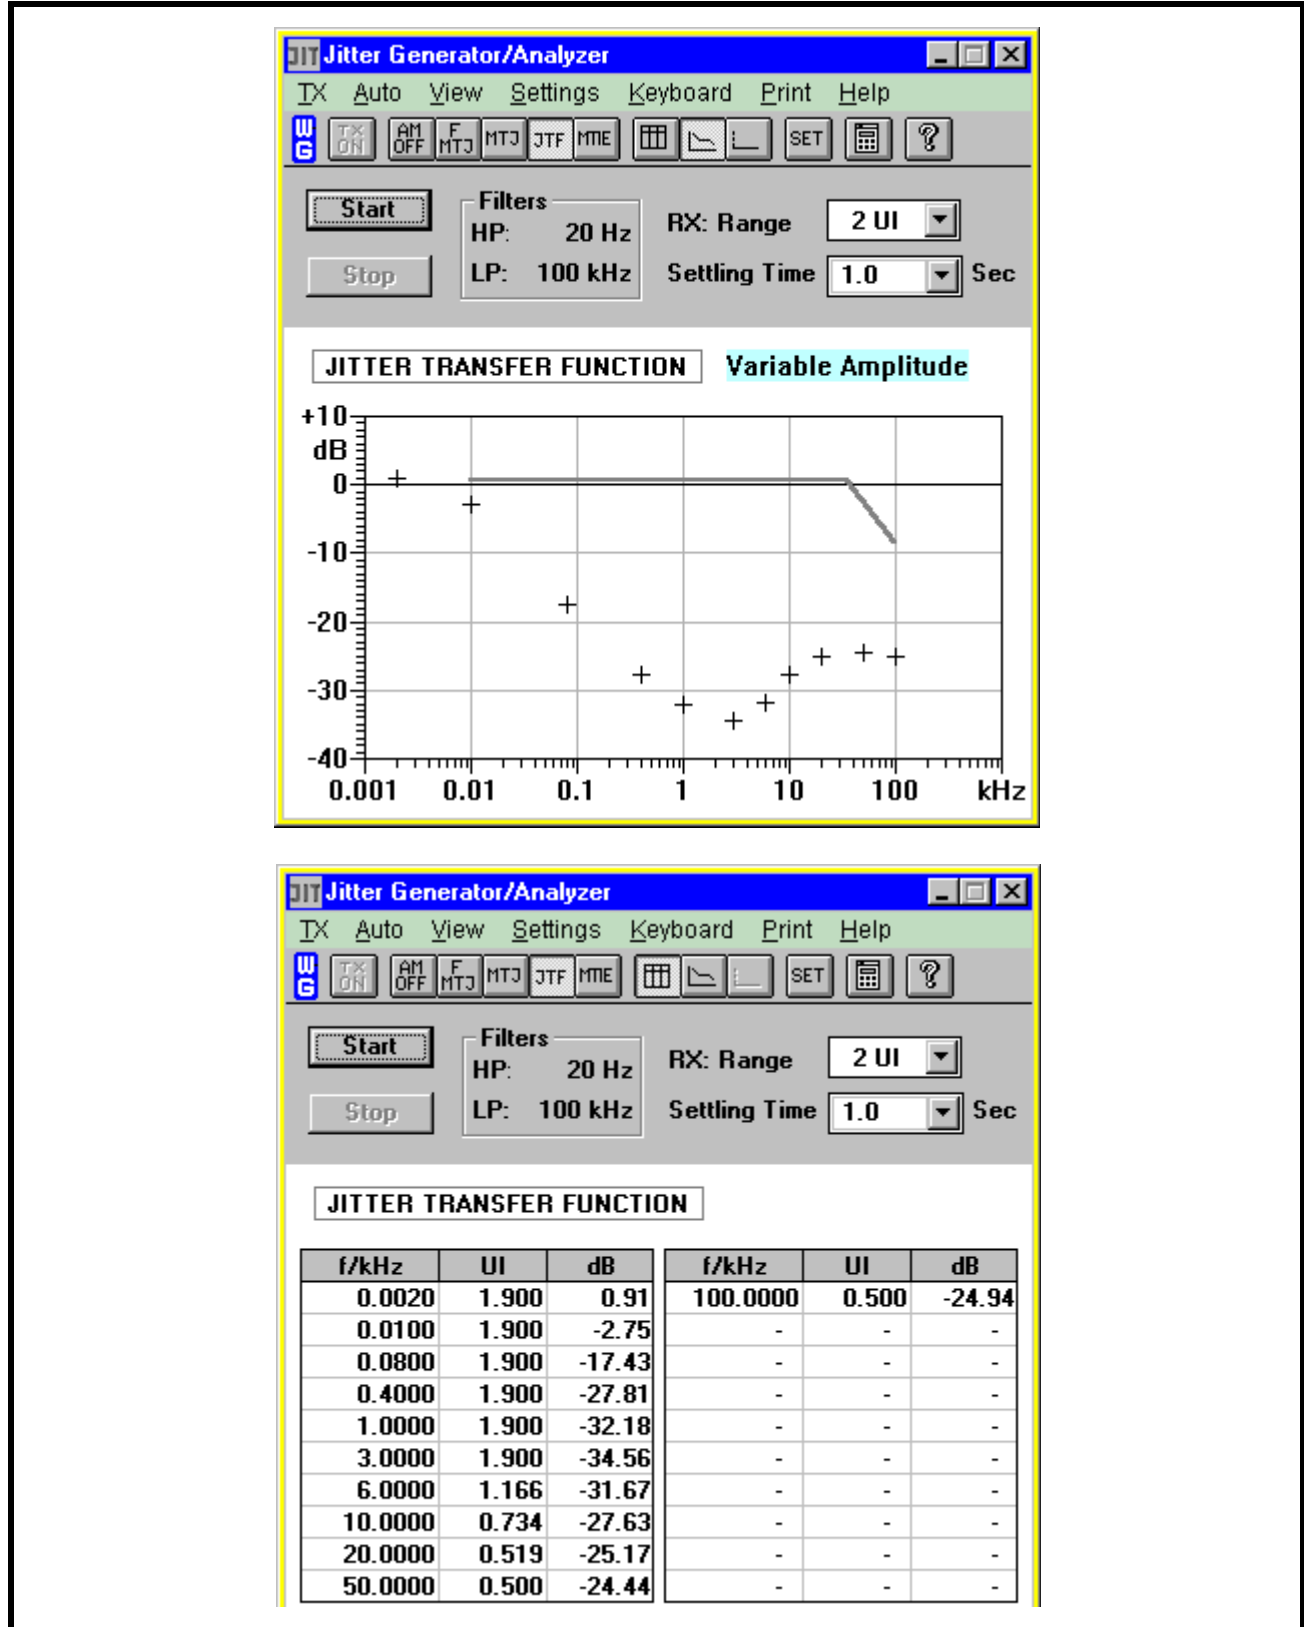 JIT Jitter Generator/Analyzer
TX Auto View Settings Keyboard Print Help
WG TX ON AM OFF F MTJ MTJ JTF MTIE SET ?
Start Filters
HP: 20 Hz RX: Range 2 UI
Stop LP: 100 kHz Settling Time 1.0 Sec
JITTER TRANSFER FUNCTION Variable Amplitude
+10
dB
0
-10
-20
-30
-40
0.001 0.01 0.1 1 10 100 kHz
JIT Jitter Generator/Analyzer
TX Auto View Settings Keyboard Print Help
WG TX ON AM OFF F MTJ MTJ JTF MTIE SET ?
Start Filters
HP: 20 Hz RX: Range 2 UI
Stop LP: 100 kHz Settling Time 1.0 Sec
JITTER TRANSFER FUNCTION
f/kHz UI dB f/kHz UI dB
0.0020 1.900 0.91 100.0000 0.500 -24.94
0.0100 1.900 -2.75 - - -
0.0800 1.900 -17.43 - - -
0.4000 1.900 -27.81 - - -
1.0000 1.900 -32.18 - - -
3.0000 1.900 -34.56 - - -
6.0000 1.166 -31.67 - - -
10.0000 0.734 -27.63 - - -
20.0000 0.519 -25.17 - - -
50.0000 0.500 -24.44 - - -